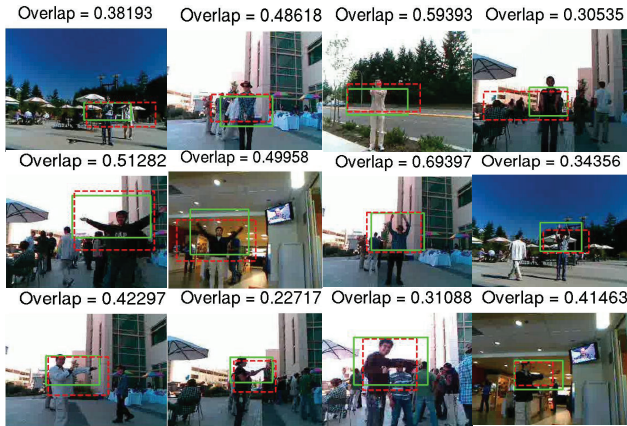 Overlap = 0.38193
Overlap = 0.48618
Overlap = 0.59393
Overlap = 0.30535
Overlap = 0.51282
Overlap = 0.49958
Overlap = 0.69397
Overlap = 0.34356
Overlap = 0.42297
Overlap = 0.22717
Overlap = 0.31088
Overlap = 0.41463